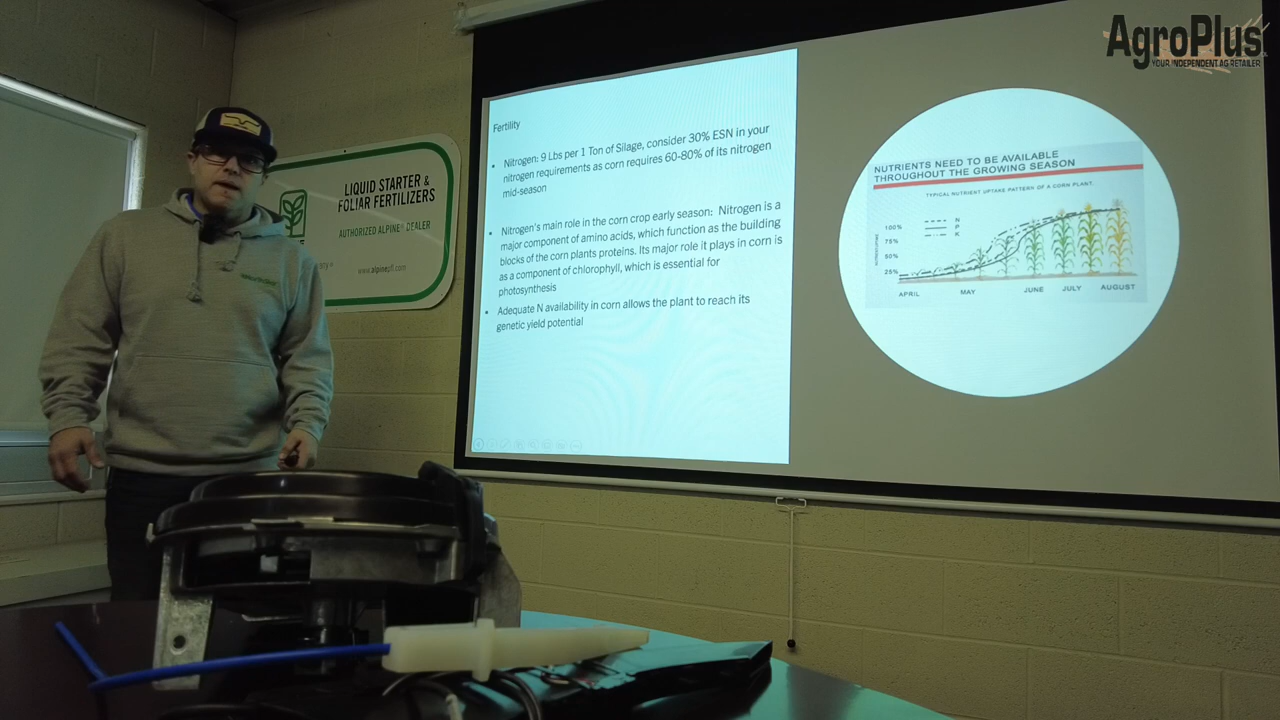 AgroPlus
YOUR INDEPENDENT AG RETAILER
LIQUID STARTER &
FOLIAR FERTILIZERS
AUTHORIZED ALPINE® DEALER
Fertility
• Nitrogen: 9 Lbs per 1 Ton of Silage, consider 30% ESN in your
nitrogen requirements as corn requires 60-80% of its nitrogen
mid-season
• Nitrogen's main role in the corn crop early season: Nitrogen is a
major component of amino acids, which function as the building
blocks of the corn plants proteins. Its major role it plays in corn is
as a component of chlorophyll, which is essential for
photosynthesis
• Adequate N availability in corn allows the plant to reach its
genetic yield potential
NUTRIENTS NEED TO BE AVAILABLE
THROUGHOUT THE GROWING SEASON
TYPICAL NUTRIENT UPTAKE PATTERN OF A CORN PLANT.
N
P
K
100%
75%
50%
25%
APRIL MAY JUNE JULY AUGUST